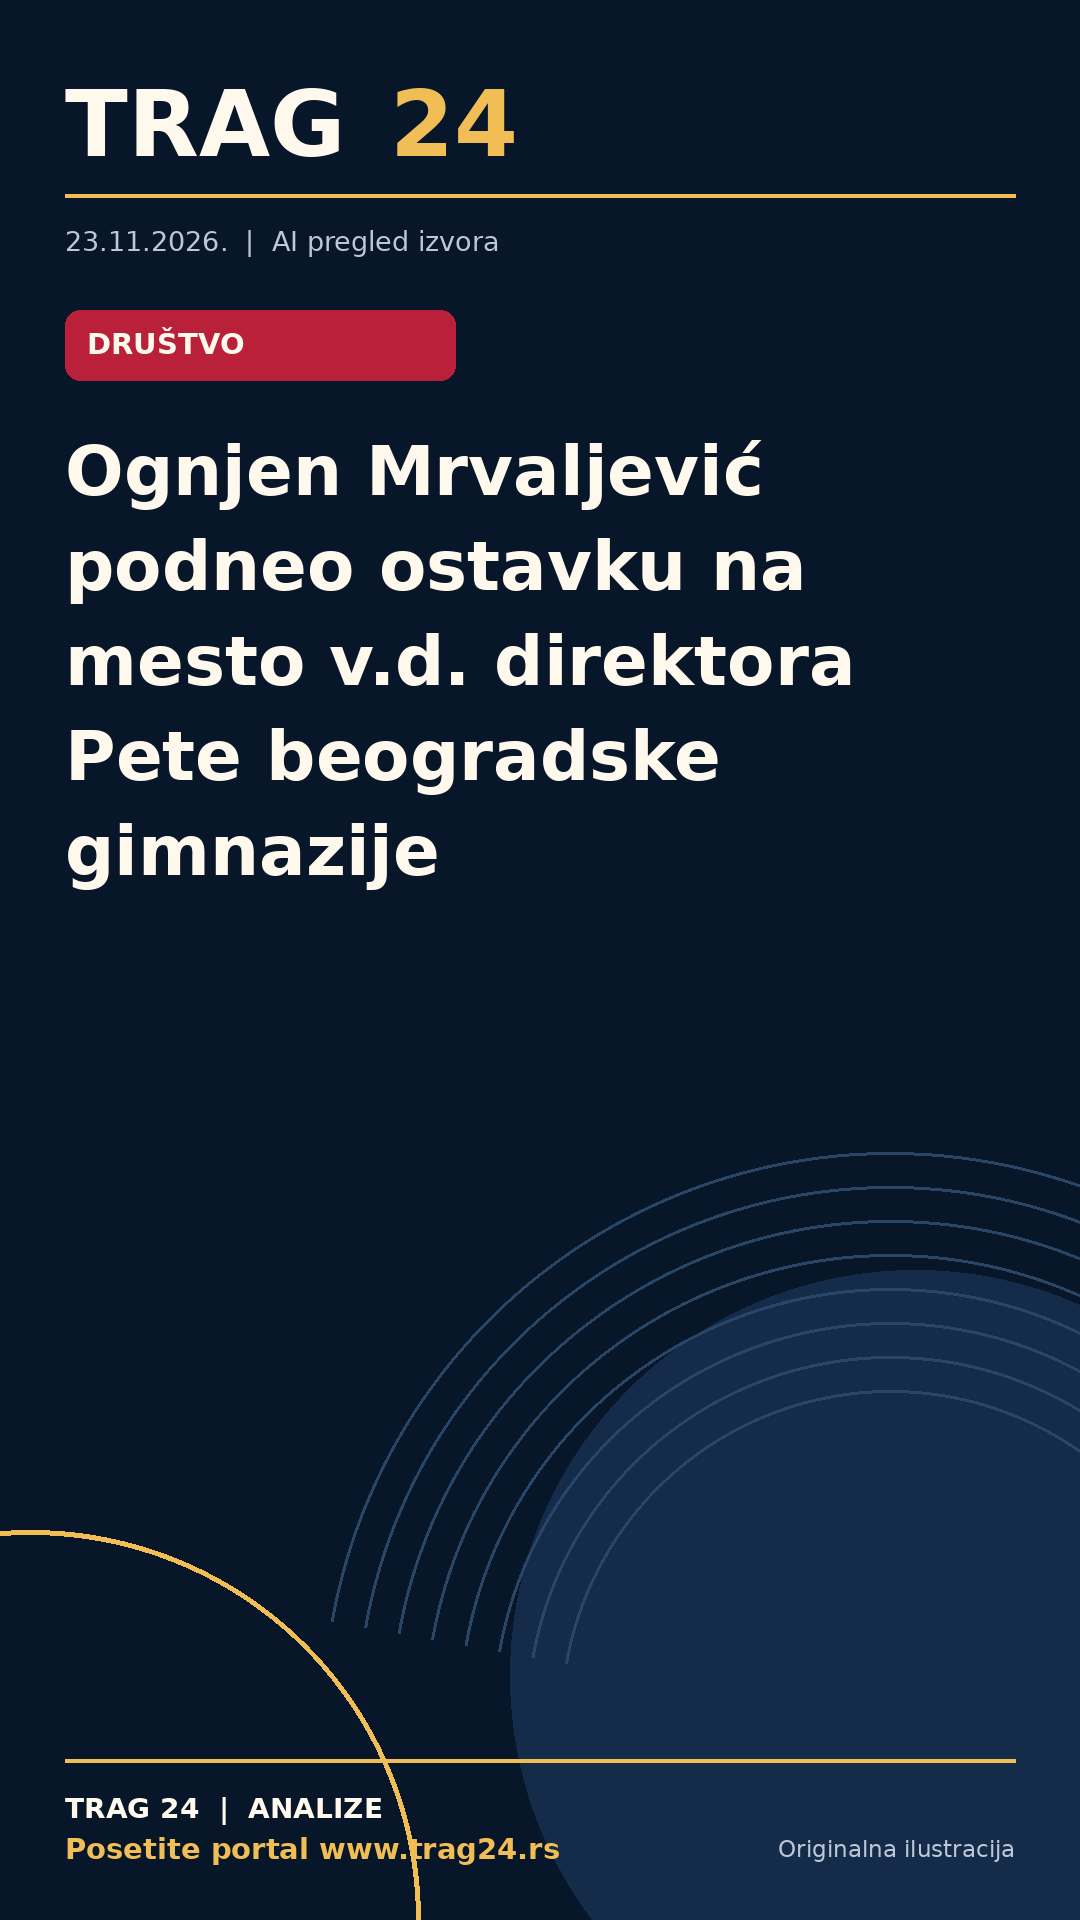 TRAG 24
23.11.2026. | AI pregled izvora
DRUŠTVO
Ognjen Mrvaljević
podneo ostavku na
mesto v.d. direktora
Pete beogradske
gimnazije
TRAG 24 | ANALIZE
Posetite portal www.trag24.rs
Originalna ilustracija